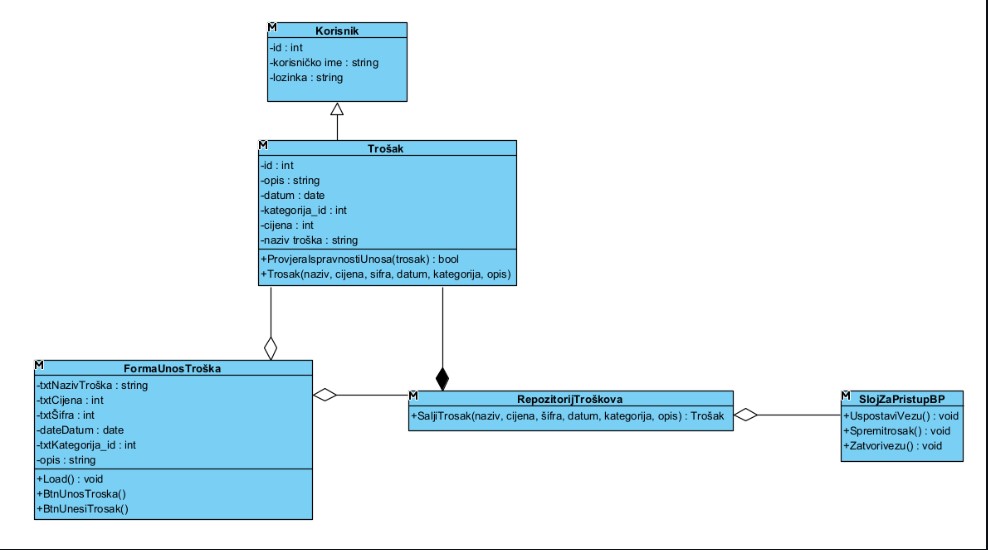 Korisnik
-id : int
-korisničko ime : string
-lozinka : string
Trošak
-id : int
-opis : string
-datum : date
-kategorija_id : int
-cijena : int
-naziv troška : string
+ProvjeraIspravnostiUnosa(trosak) : bool
+Trosak(naziv, cijena, sifra, datum, kategorija, opis)
FormaUnosTroška
-txtNazivTroška : string
-txtCijena : int
-txtŠifra : int
-dateDatum : date
-txtKategorija_id : int
-opis : string
+Load() : void
+BtnUnosTroska()
+BtnUnesiTrosak()
RepozitorijTroškova
+SaljiTrosak(naziv, cijena, šifra, datum, kategorija, opis) : Trošak
SlojZaPristupBP
+UspostaviVezu() : void
+Spremitrosak() : void
+Zatvorivezu() : void